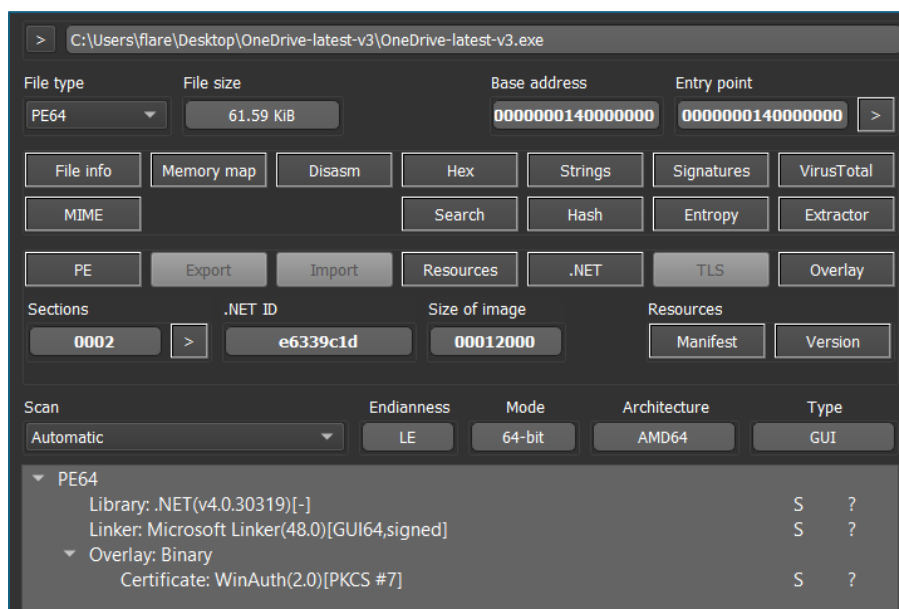 > C:\Users\flare\Desktop\OneDrive-latest-v3\OneDrive-latest-v3.exe
File type File size Base address Entry point
PE64 61.59 KiB 0000000140000000 0000000140000000 >
File info Memory map Disasm Hex Strings Signatures VirusTotal
MIME Search Hash Entropy Extractor
PE Export Import Resources .NET TLS Overlay
Sections .NET ID Size of image Resources
0002 > e6339c1d 00012000 Manifest Version
Scan Endianness Mode Architecture Type
Automatic LE 64-bit AMD64 GUI
PE64
Library: .NET(v4.0.30319)[-] S ?
Linker: Microsoft Linker(48.0)[GUI64,signed] S ?
Overlay: Binary
Certificate: WinAuth(2.0)[PKCS #7] S ?